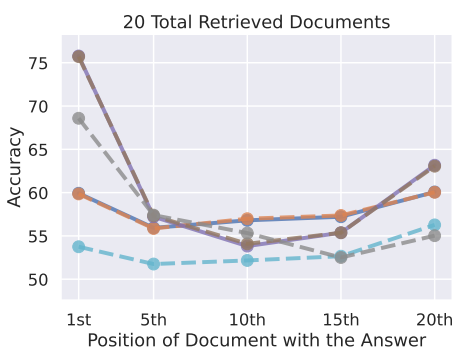 20 Total Retrieved Documents
75
70
65
60
55
50
Accuracy
1st 5th 10th 15th 20th
Position of Document with the Answer